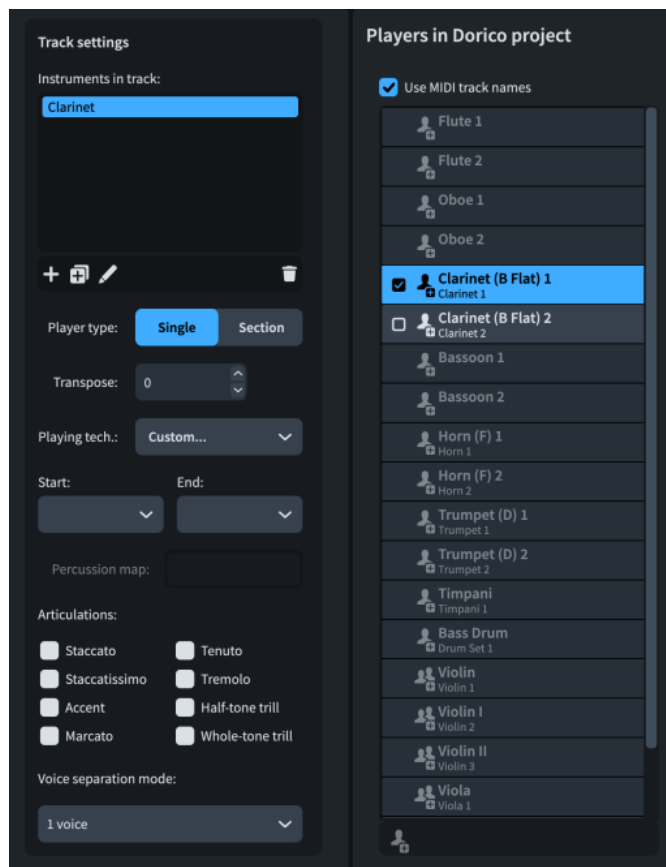 Track settings
Instruments in track:
Clarinet
Player type:
Single
Section
Transpose:
0
Playing tech.:
Custom...
Start:
End:
Percussion map:
Articulations:
Staccato
Tenuto
Staccatissimo
Tremolo
Accent
Half-tone trill
Marcato
Whole-tone trill
Voice separation mode:
1 voice
Players in Dorico project
Use MIDI track names
Flute 1
Flute 2
Oboe 1
Oboe 2
Clarinet (B Flat) 1
Clarinet 1
Clarinet (B Flat) 2
Clarinet 2
Bassoon 1
Bassoon 2
Horn (F) 1
Horn 1
Horn (F) 2
Horn 2
Trumpet (D) 1
Trumpet 1
Trumpet (D) 2
Trumpet 2
Timpani
Timpani 1
Bass Drum
Drum Set 1
Violin
Violin 1
Violin I
Violin 2
Violin II
Violin 3
Viola
Viola 1